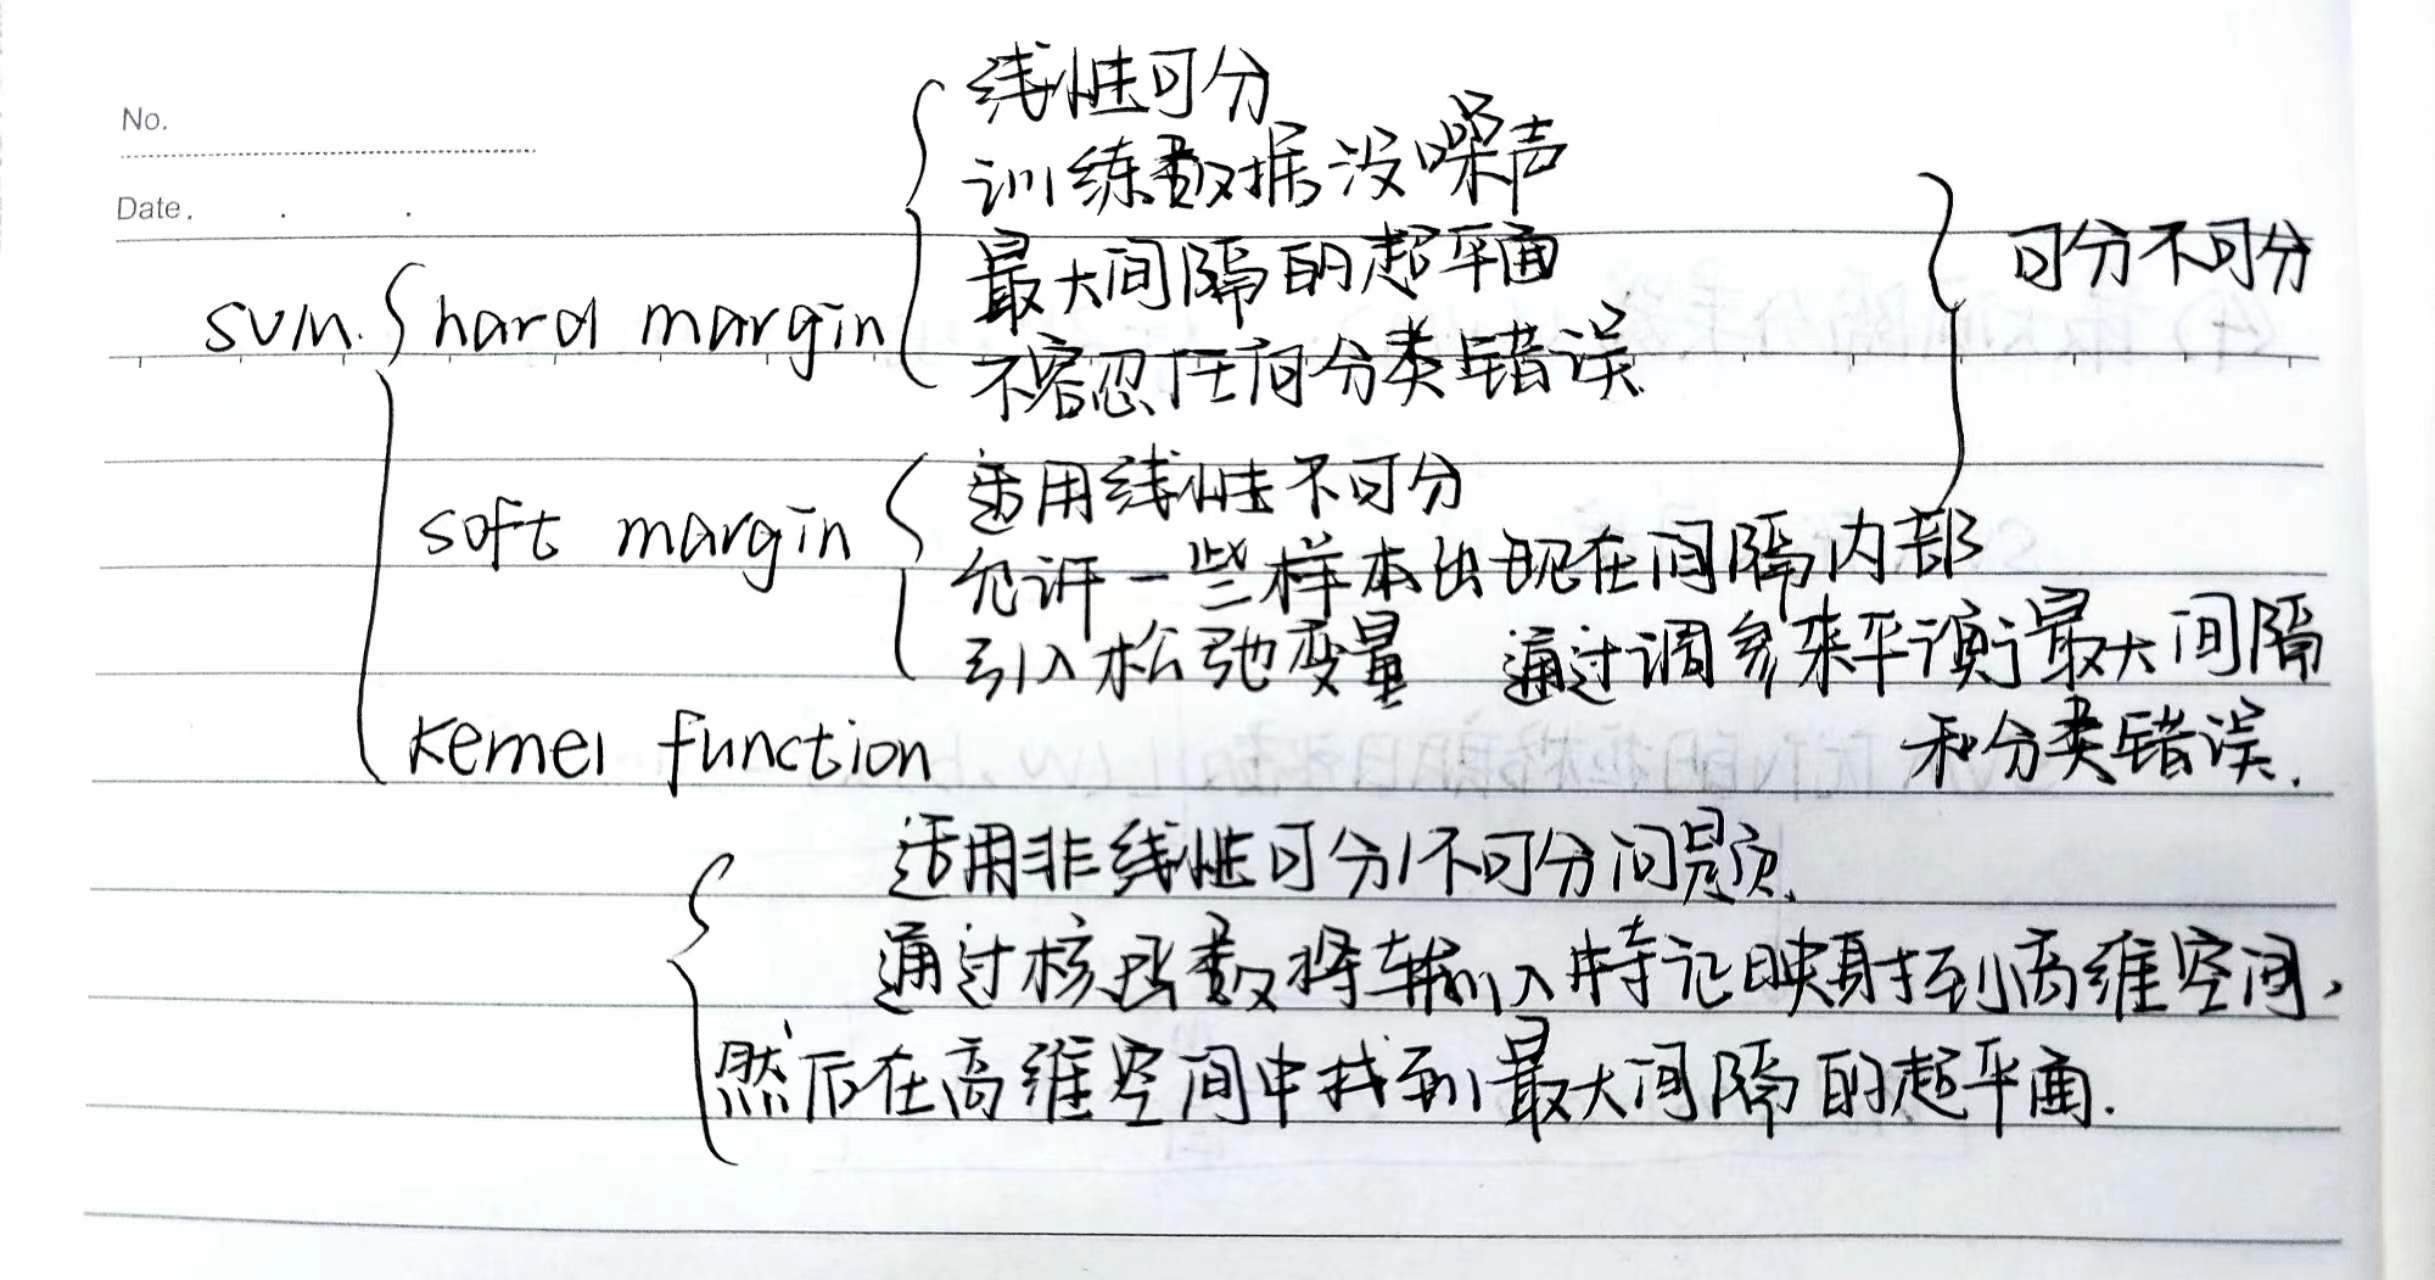 No.
Date.
svm. hard margin
线性可分
训练数据没噪声
最大间隔的超平面
不容忍任何分类错误.
可分不可分
soft margin
适用线性不可分
允许一些样本出现在间隔内部
引入松弛变量 通过调参来平衡最大间隔
和分类错误.
kernel function
适用非线性可分/不可分问题.
通过核函数将输入特征映射到高维空间,
然后在高维空间中找到最大间隔的超平面.